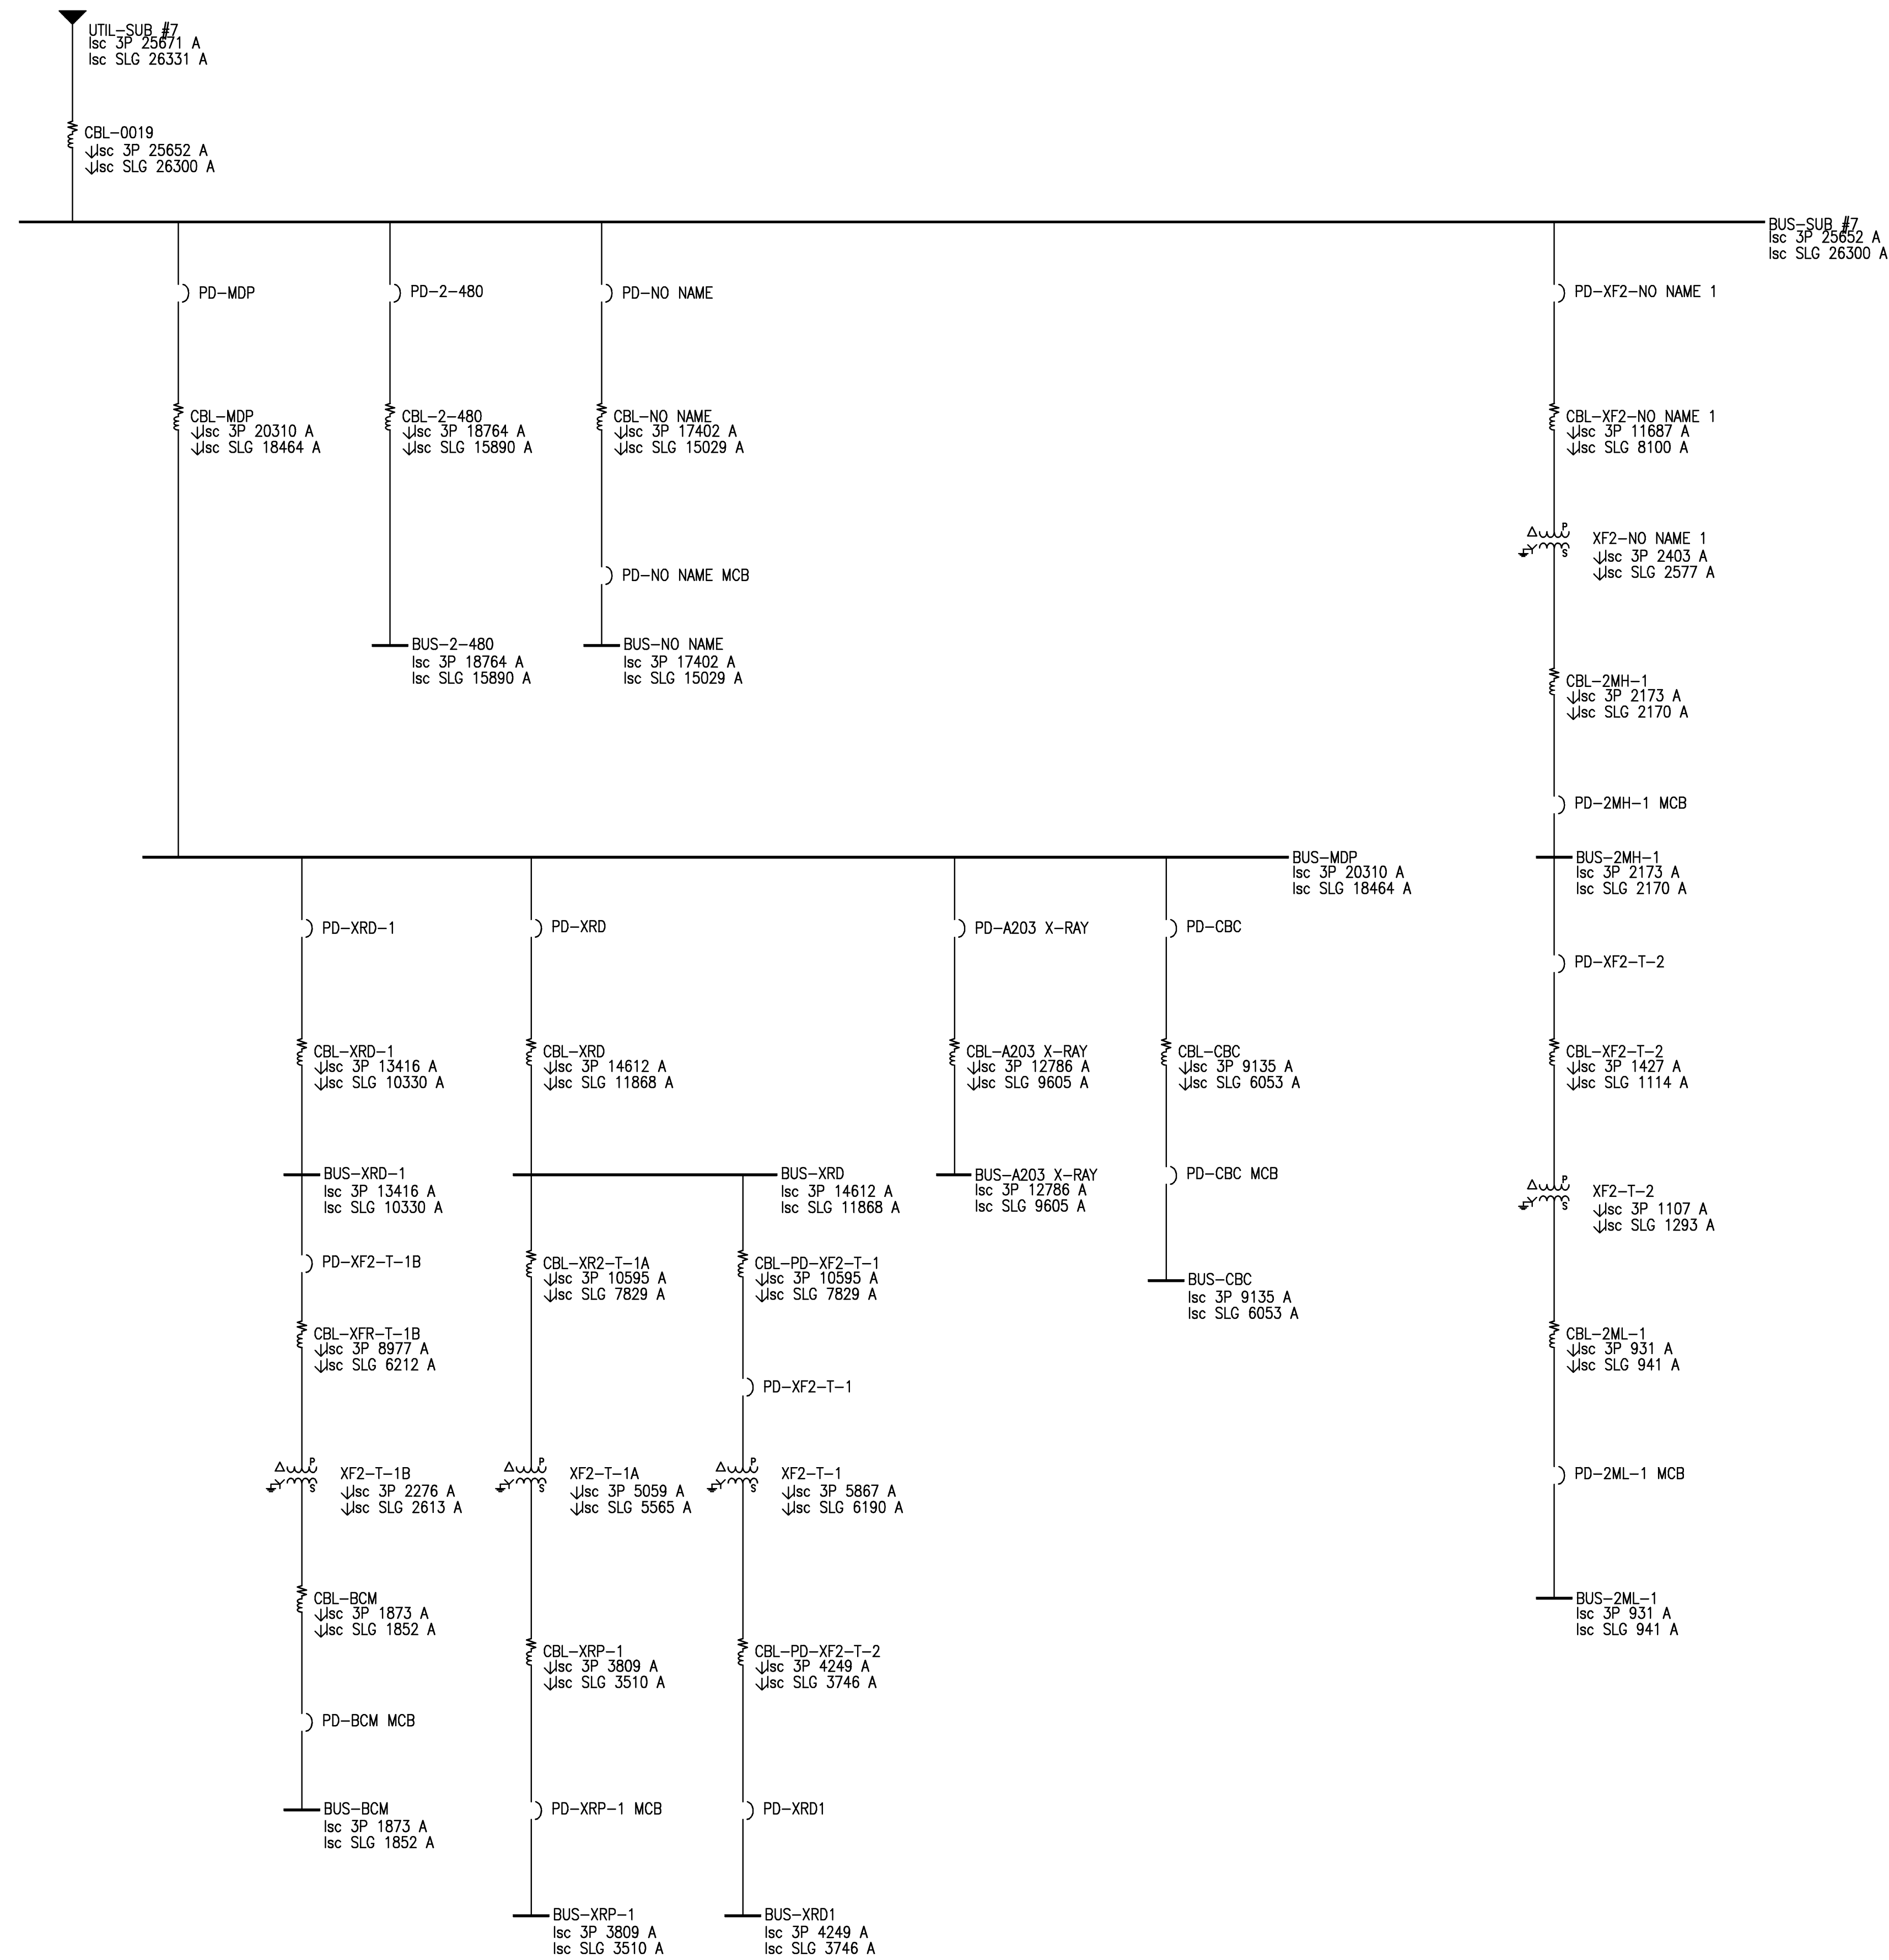 UTIL-SUB #7
Isc 3P 25671 A
Isc SLG 26331 A
CBL-0019
Isc 3P 25652 A
Isc SLG 26300 A
BUS-SUB #7
Isc 3P 25652 A
Isc SLG 26300 A
PD-MDP
PD-2-480
PD-NO NAME
PD-XF2-NO NAME 1
CBL-MDP
Isc 3P 20310 A
Isc SLG 18464 A
CBL-2-480
Isc 3P 18764 A
Isc SLG 15890 A
CBL-NO NAME
Isc 3P 17402 A
Isc SLG 15029 A
CBL-XF2-NO NAME 1
Isc 3P 11687 A
Isc SLG 8100 A
P
S
XF2-NO NAME 1
Isc 3P 2403 A
Isc SLG 2577 A
PD-NO NAME MCB
BUS-2-480
Isc 3P 18764 A
Isc SLG 15890 A
BUS-NO NAME
Isc 3P 17402 A
Isc SLG 15029 A
CBL-2MH-1
Isc 3P 2173 A
Isc SLG 2170 A
PD-2MH-1 MCB
BUS-MDP
Isc 3P 20310 A
Isc SLG 18464 A
BUS-2MH-1
Isc 3P 2173 A
Isc SLG 2170 A
PD-XRD-1
PD-XRD
PD-A203 X-RAY
PD-CBC
PD-XF2-T-2
CBL-XRD-1
Isc 3P 13416 A
Isc SLG 10330 A
CBL-XRD
Isc 3P 14612 A
Isc SLG 11868 A
CBL-A203 X-RAY
Isc 3P 12786 A
Isc SLG 9605 A
CBL-CBC
Isc 3P 9135 A
Isc SLG 6053 A
CBL-XF2-T-2
Isc 3P 1427 A
Isc SLG 1114 A
BUS-XRD-1
Isc 3P 13416 A
Isc SLG 10330 A
BUS-XRD
Isc 3P 14612 A
Isc SLG 11868 A
BUS-A203 X-RAY
Isc 3P 12786 A
Isc SLG 9605 A
PD-CBC MCB
P
S
XF2-T-2
Isc 3P 1107 A
Isc SLG 1293 A
PD-XF2-T-1B
CBL-XR2-T-1A
Isc 3P 10595 A
Isc SLG 7829 A
CBL-PD-XF2-T-1
Isc 3P 10595 A
Isc SLG 7829 A
BUS-CBC
Isc 3P 9135 A
Isc SLG 6053 A
CBL-XFR-T-1B
Isc 3P 8977 A
Isc SLG 6212 A
CBL-2ML-1
Isc 3P 931 A
Isc SLG 941 A
PD-XF2-T-1
P
S
XF2-T-1B
Isc 3P 2276 A
Isc SLG 2613 A
P
S
XF2-T-1A
Isc 3P 5059 A
Isc SLG 5565 A
P
S
XF2-T-1
Isc 3P 5867 A
Isc SLG 6190 A
PD-2ML-1 MCB
CBL-BCM
Isc 3P 1873 A
Isc SLG 1852 A
BUS-2ML-1
Isc 3P 931 A
Isc SLG 941 A
CBL-XRP-1
Isc 3P 3809 A
Isc SLG 3510 A
CBL-PD-XF2-T-2
Isc 3P 4249 A
Isc SLG 3746 A
PD-BCM MCB
BUS-BCM
Isc 3P 1873 A
Isc SLG 1852 A
PD-XRP-1 MCB
PD-XRD1
BUS-XRP-1
Isc 3P 3809 A
Isc SLG 3510 A
BUS-XRD1
Isc 3P 4249 A
Isc SLG 3746 A